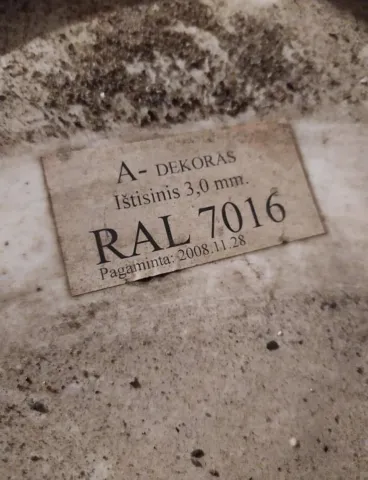 A- DEKORAS
Ištisinis 3,0 mm.
RAL 7016
Pagaminta: 2008.11.28